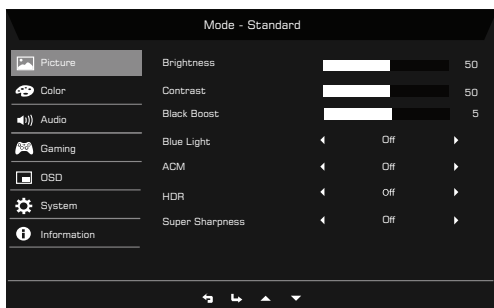 Mode - Standard
Picture
Color
Audio
Gaming
OSD
System
Information
Brightness 50
Contrast 50
Black Boost 5
Blue Light Off
ACM Off
HDR Off
Super Sharpness Off